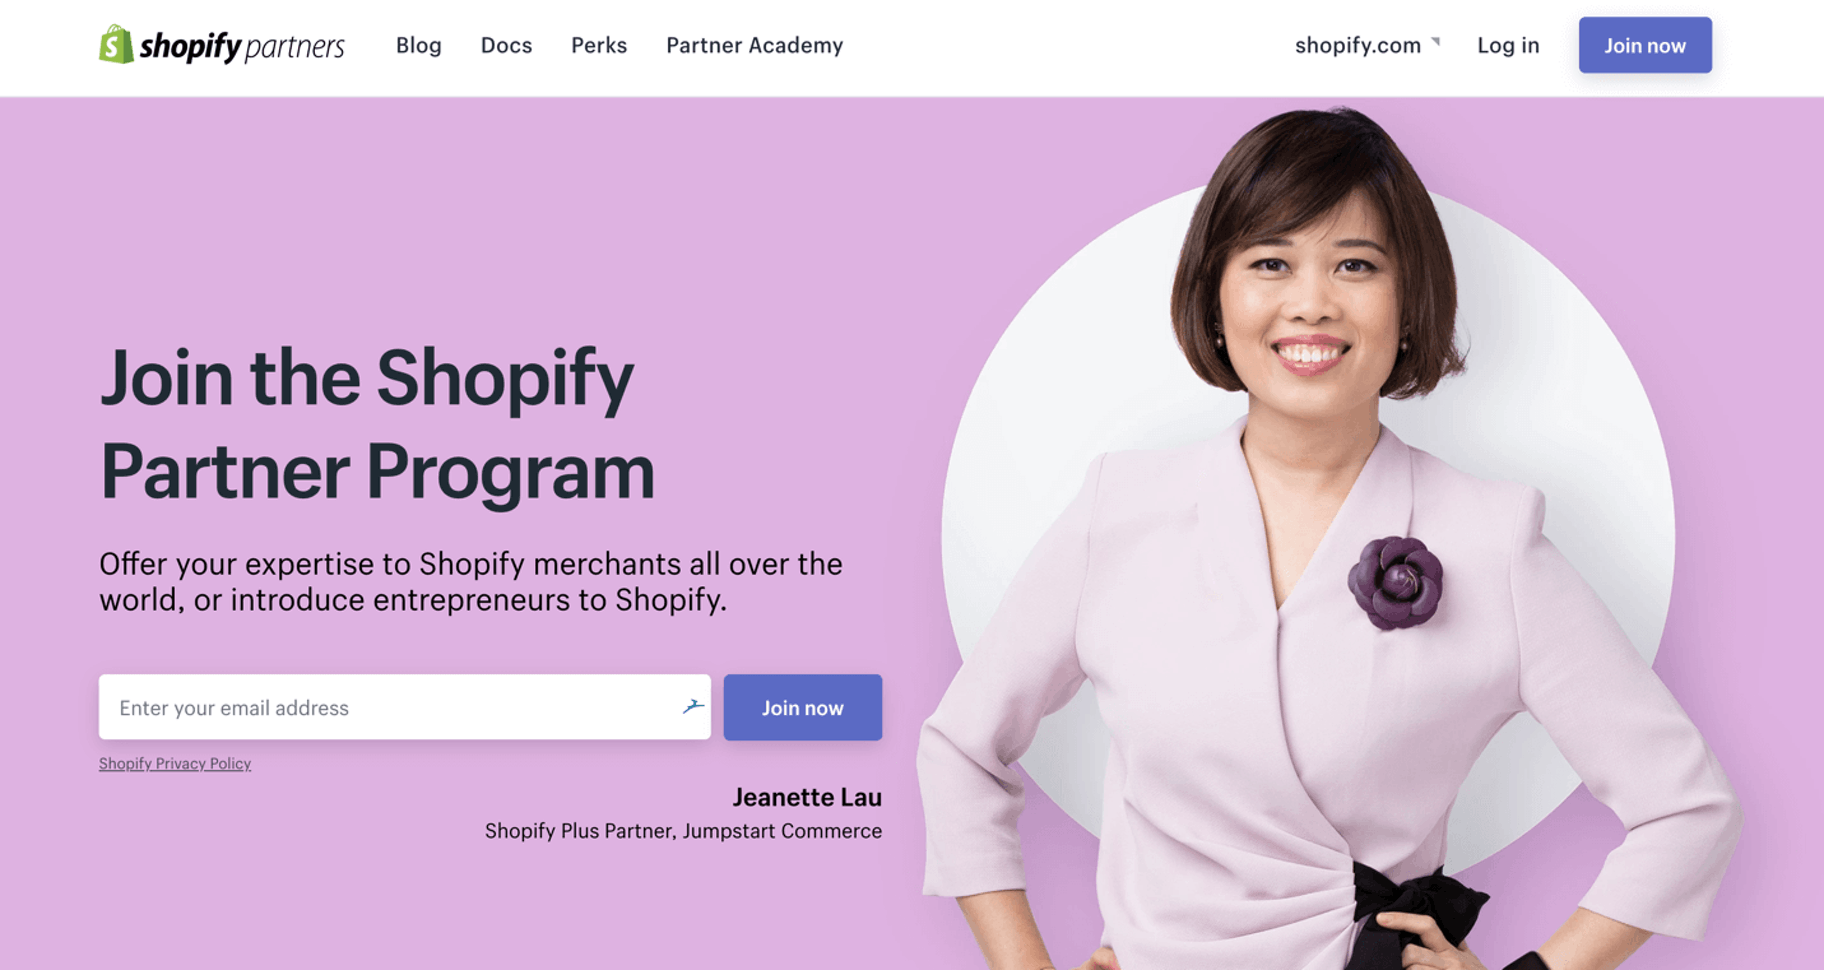 shopify partners
Blog
Docs
Perks
Partner Academy
shopify.com
Log in
Join now
Join the Shopify
Partner Program
Offer your expertise to Shopify merchants all over the
world, or introduce entrepreneurs to Shopify.
Enter your email address
Join now
Shopify Privacy Policy
Jeanette Lau
Shopify Plus Partner, Jumpstart Commerce